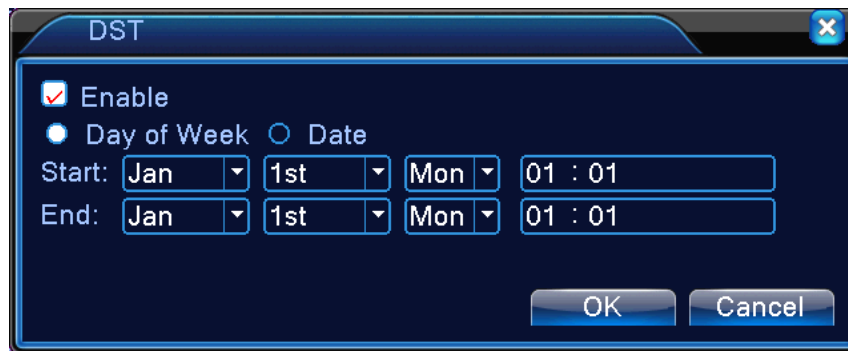 DST
Enable
Day of Week Date
Start: Jan 1st Mon 01 : 01
End: Jan 1st Mon 01 : 01
OK Cancel